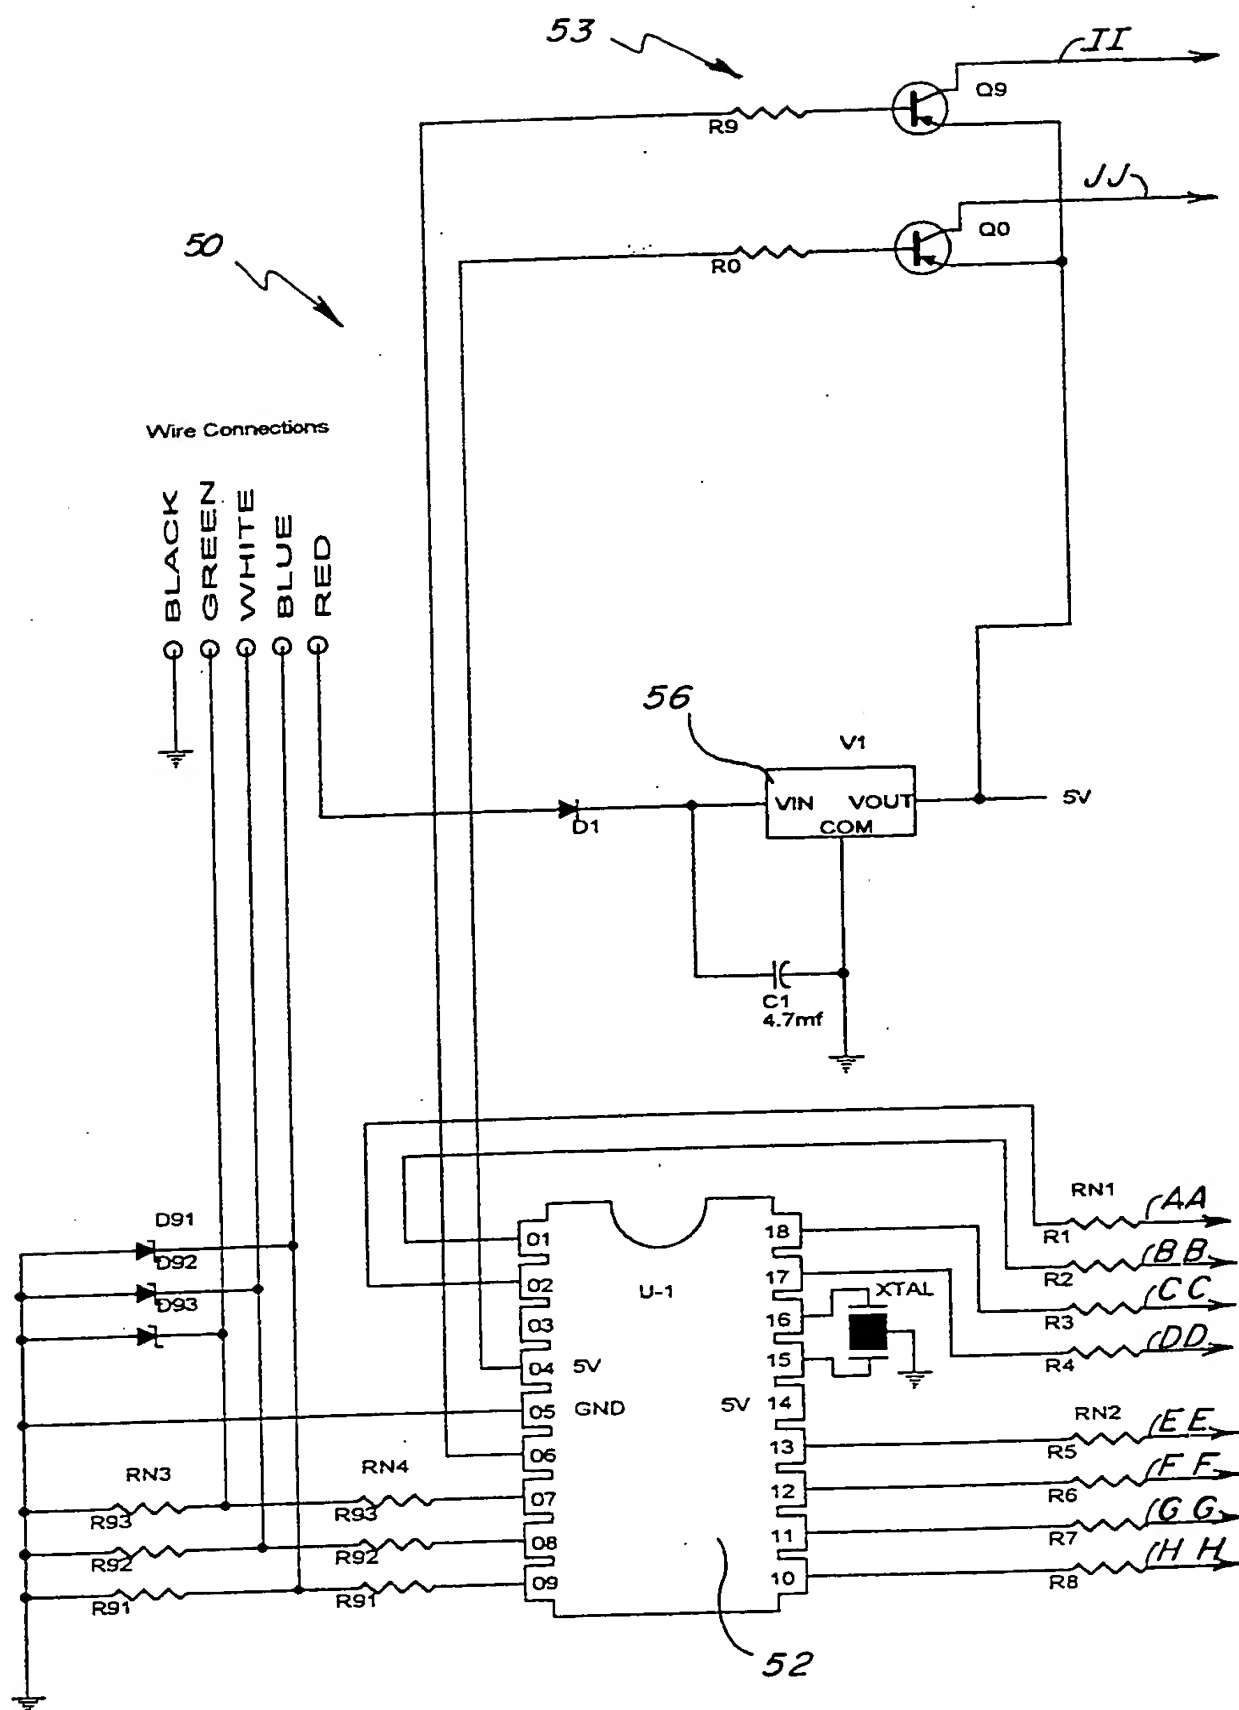 53
II
Q9
R9
JJ
Q0
R0
50
Wire Connections
BLACK
GREEN
WHITE
BLUE
RED
56
V1
VIN VOUT
COM
5V
D1
C1
4.7mf
RN1
AA
R1
BB
R2
CC
R3
DD
R4
D91
D92
D93
01
02
03
04
05
06
07
08
09
U-1
5V
GND
5V
18
17
16
15
14
13
12
11
10
XTAL
RN2
EE
R5
FF
R6
GG
R7
HH
R8
RN3
RN4
R93
R93
R92
R92
R91
R91
52